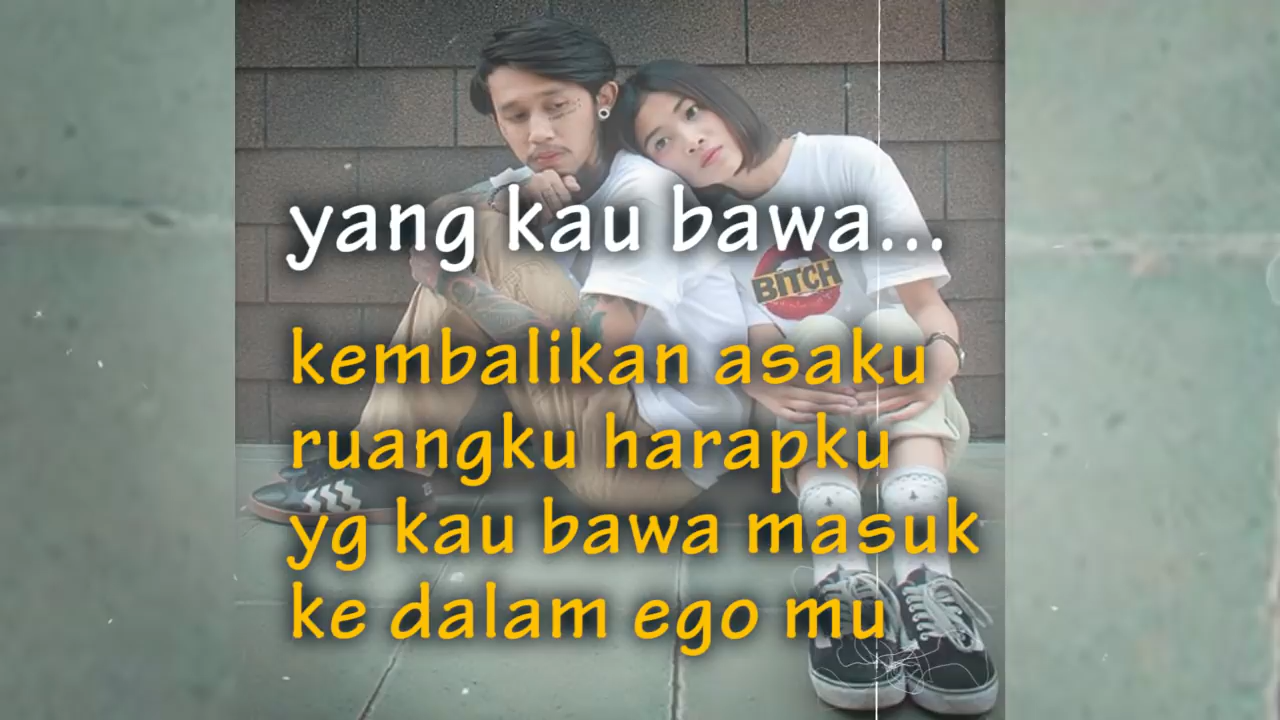 yang kau bawa...
BITCH
kembalikan asaku
ruangku harapku
yg kau bawa masuk
ke dalam ego mu